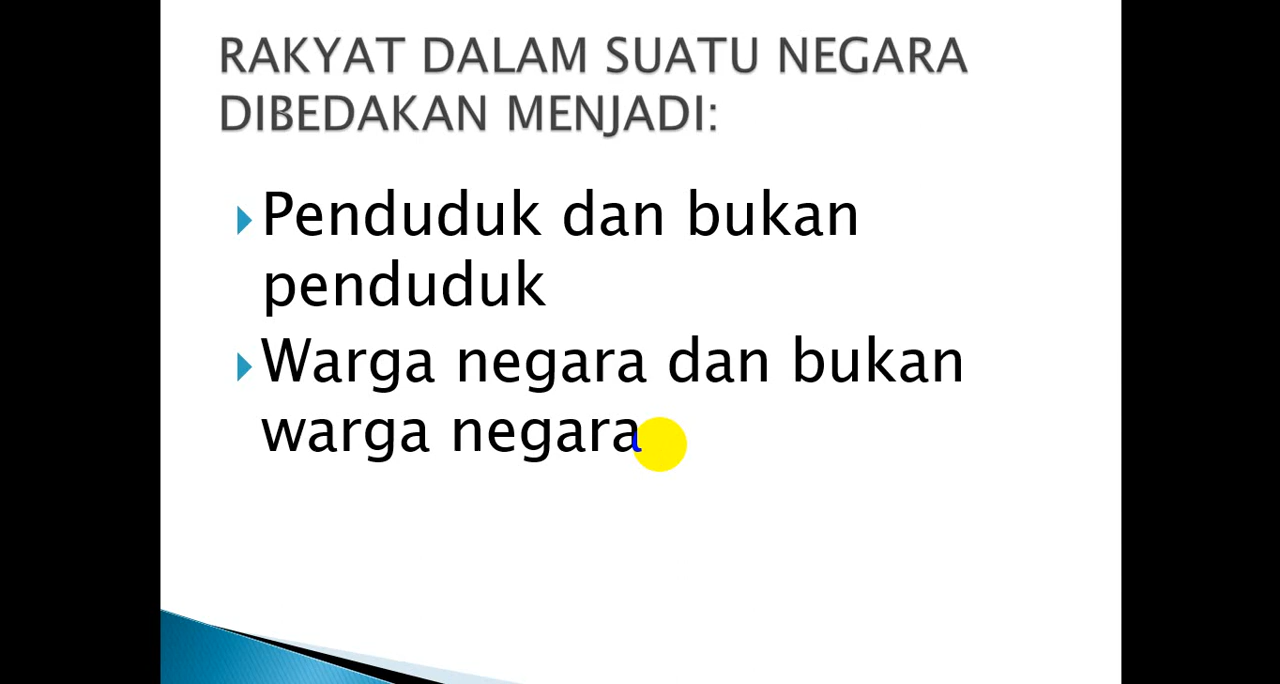 RAKYAT DALAM SUATU NEGARA
DIBEDAKAN MENJADI:
Penduduk dan bukan
penduduk
Warga negara dan bukan
warga negara